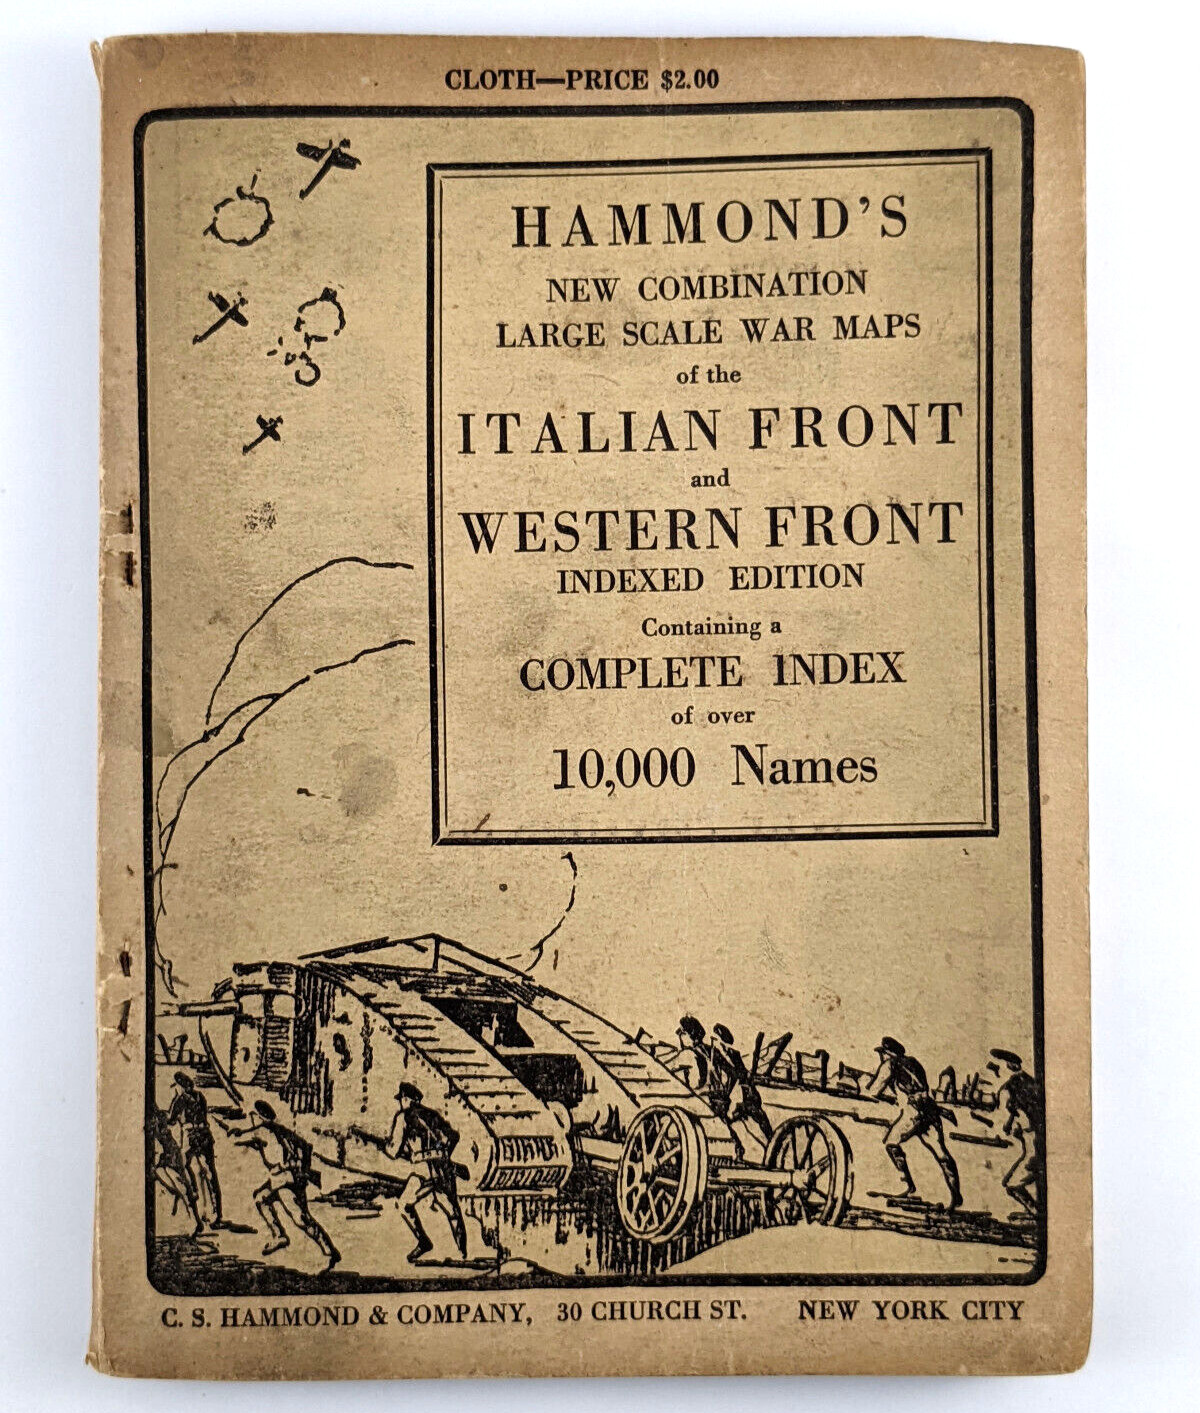 CLOTH—PRICE $2.00
HAMMOND'S
NEW COMBINATION
LARGE SCALE WAR MAPS
of the
ITALIAN FRONT
and
WESTERN FRONT
INDEXED EDITION
Containing a
COMPLETE INDEX
of over
10,000 Names
C. S. HAMMOND & COMPANY, 30 CHURCH ST. NEW YORK CITY